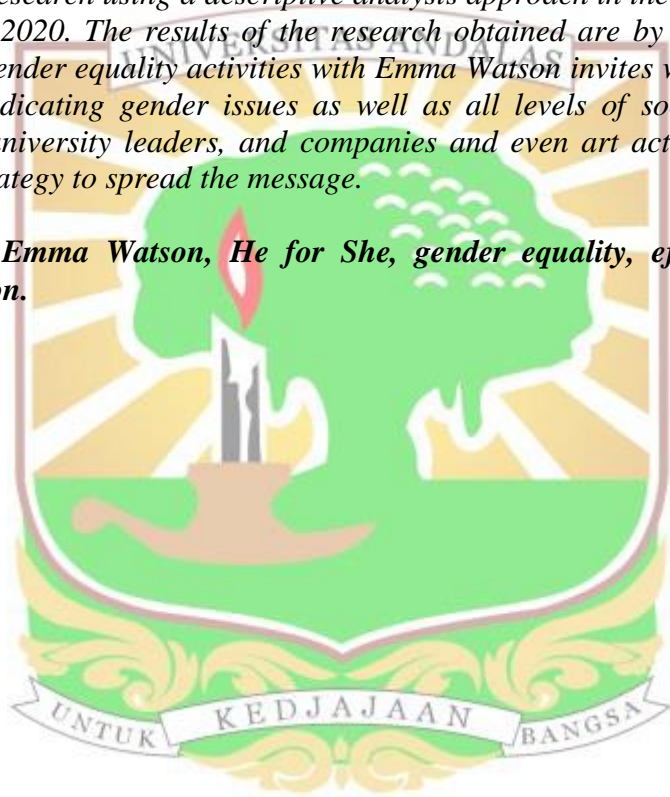 esearch using a descriptive analysis approach in the
2020. The results of the research obtained are by
UNIVERSITAS ANDALAS
ender equality activities with Emma Watson invites
dicating gender issues as well as all levels of so
university leaders, and companies and even art act
ategy to spread the message.
Emma Watson, He for She, gender equality, ef
on.
UNTUK KEDJAJAAN BANGSA